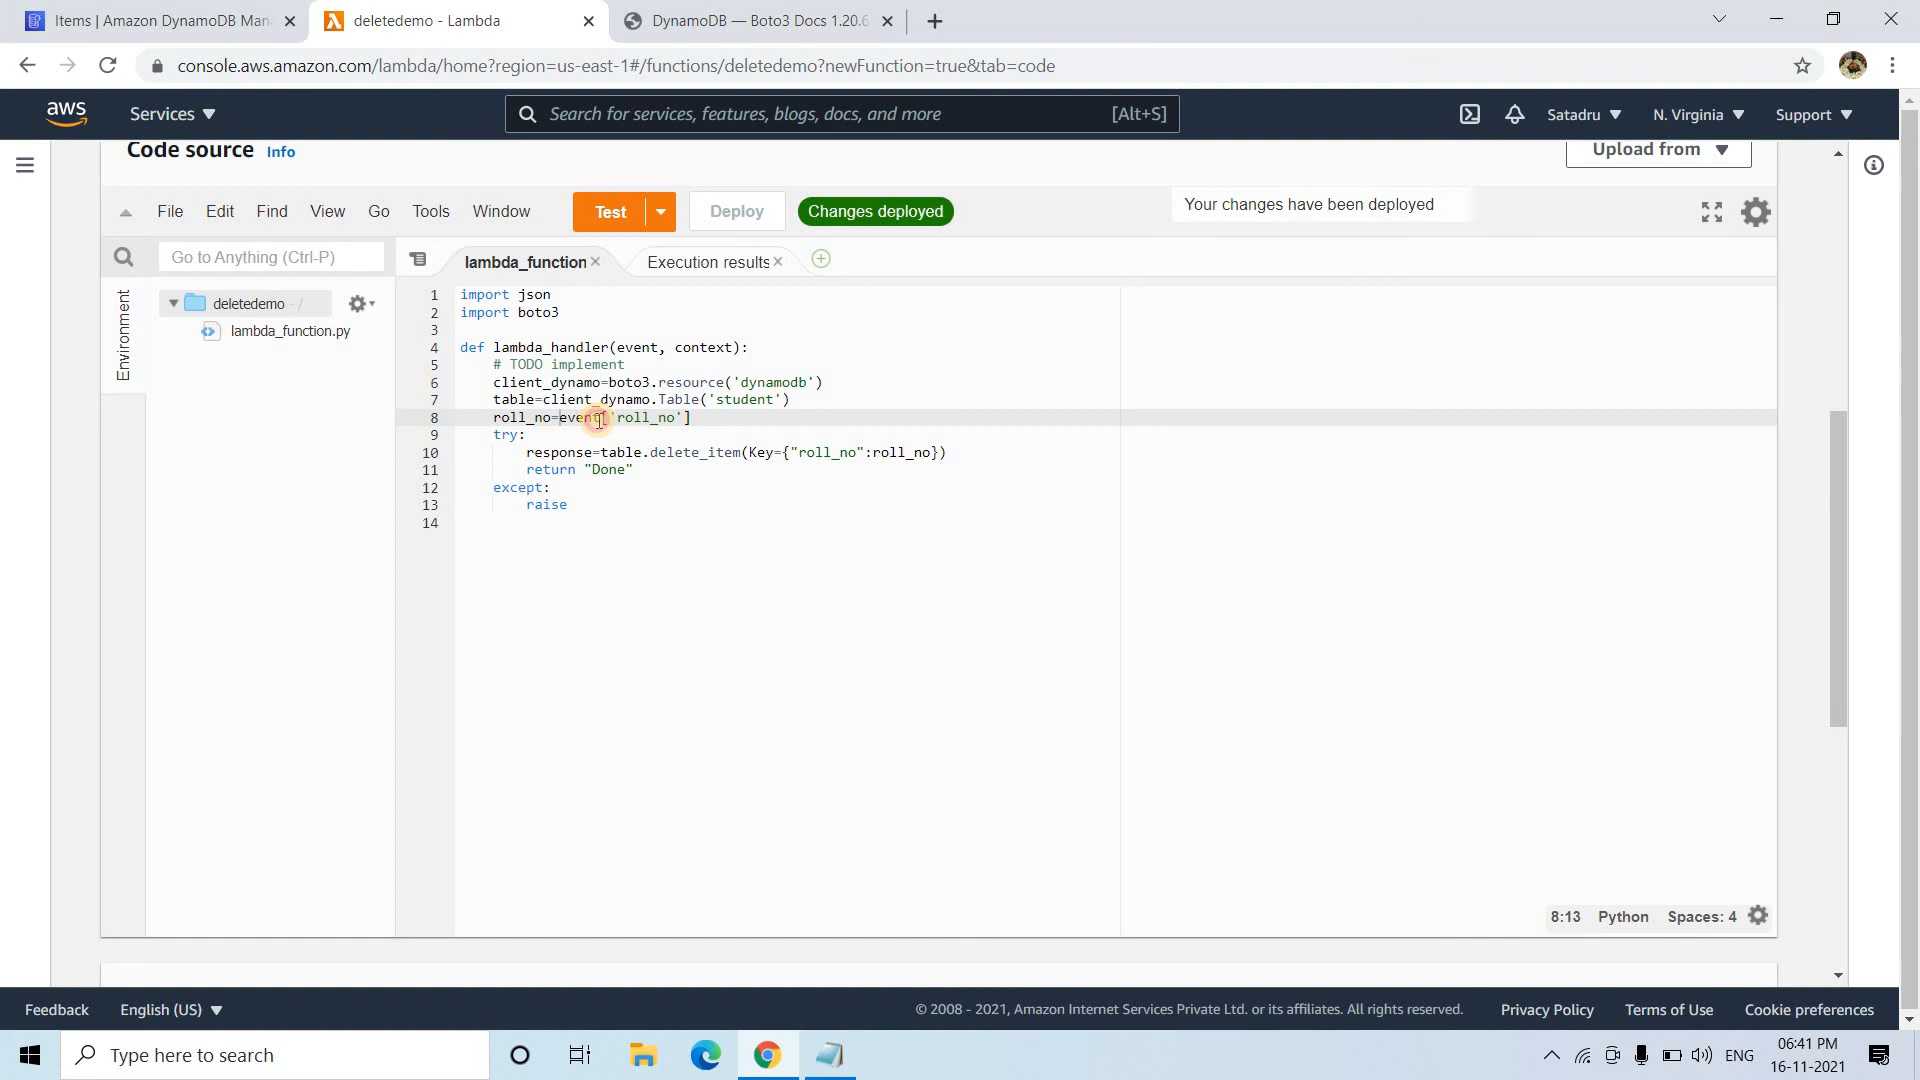 Items | Amazon DynamoDB Man
deletedemo - Lambda
DynamoDB — Boto3 Docs 1.20.6
console.aws.amazon.com/lambda/home?region=us-east-1#/functions/deletedemo?newFunction=true&tab=code
aws
Services
Search for services, features, blogs, docs, and more
[Alt+S]
Satadru
N. Virginia
Support
Code source Info
Upload from
File Edit Find View Go Tools Window
Test
Deploy
Changes deployed
Your changes have been deployed
Go to Anything (Ctrl-P)
lambda_function
Execution results
Environment
deletedemo - /
lambda_function.py
1 import json
2 import boto3
3
4 def lambda_handler(event, context):
5 # TODO implement
6 client_dynamo=boto3.resource('dynamodb')
7 table=client_dynamo.Table('student')
8 roll_no=event['roll_no']
9 try:
10 response=table.delete_item(Key={"roll_no":roll_no})
11 return "Done"
12 except:
13 raise
14
8:13 Python Spaces: 4
Feedback English (US)
© 2008 - 2021, Amazon Internet Services Private Ltd. or its affiliates. All rights reserved.
Privacy Policy Terms of Use Cookie preferences
Type here to search
ENG
06:41 PM
16-11-2021